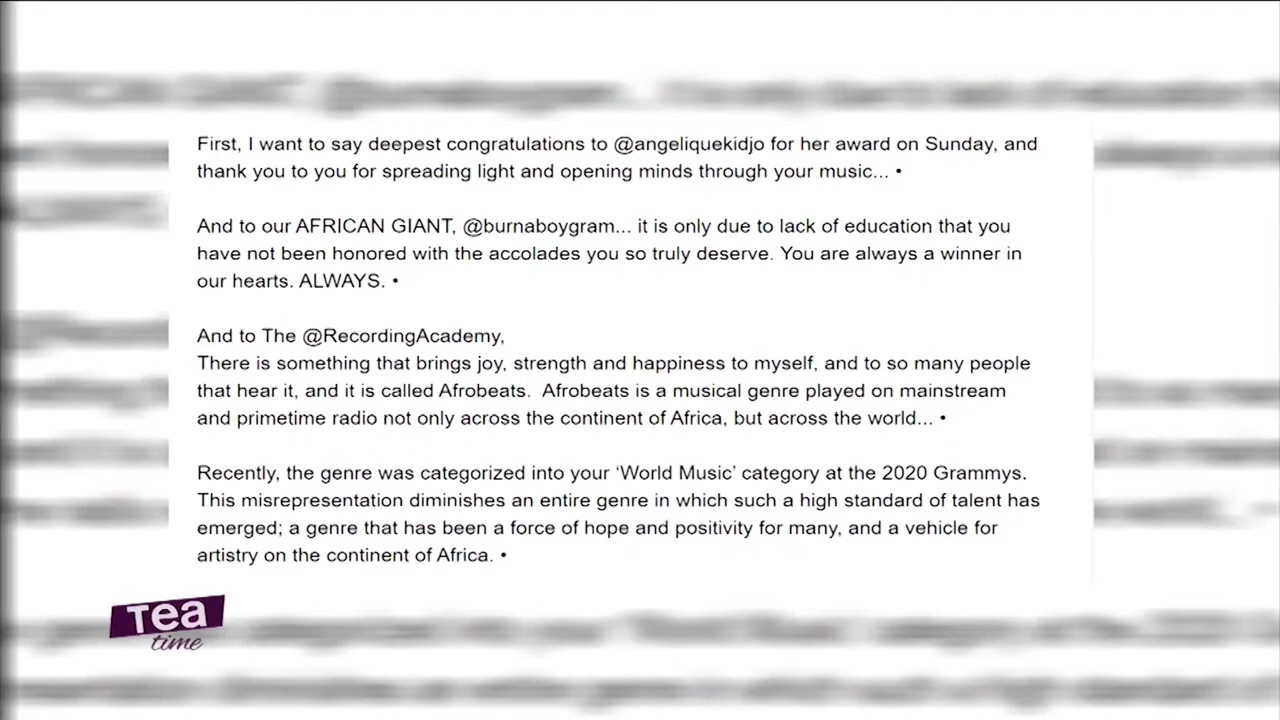 First, I want to say deepest congratulations to @angeliquekidjo for her award on Sunday, and
thank you to you for spreading light and opening minds through your music... •
And to our AFRICAN GIANT, @burnaboygram... it is only due to lack of education that you
have not been honored with the accolades you so truly deserve. You are always a winner in
our hearts. ALWAYS. •
And to The @RecordingAcademy,
There is something that brings joy, strength and happiness to myself, and to so many people
that hear it, and it is called Afrobeats.  Afrobeats is a musical genre played on mainstream
and primetime radio not only across the continent of Africa, but across the world... •
Recently, the genre was categorized into your ‘World Music’ category at the 2020 Grammys.
This misrepresentation diminishes an entire genre in which such a high standard of talent has
emerged; a genre that has been a force of hope and positivity for many, and a vehicle for
artistry on the continent of Africa. •
Tea
time